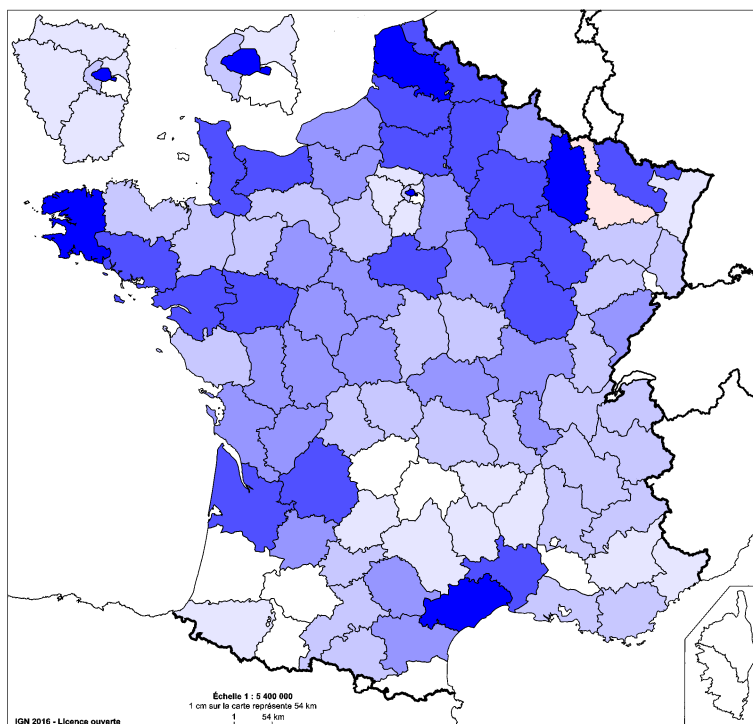 Échelle 1 : 5 400 000
1 cm sur la carte représente 54 km
1 54 km
IGN 2016 - Licence ouverte